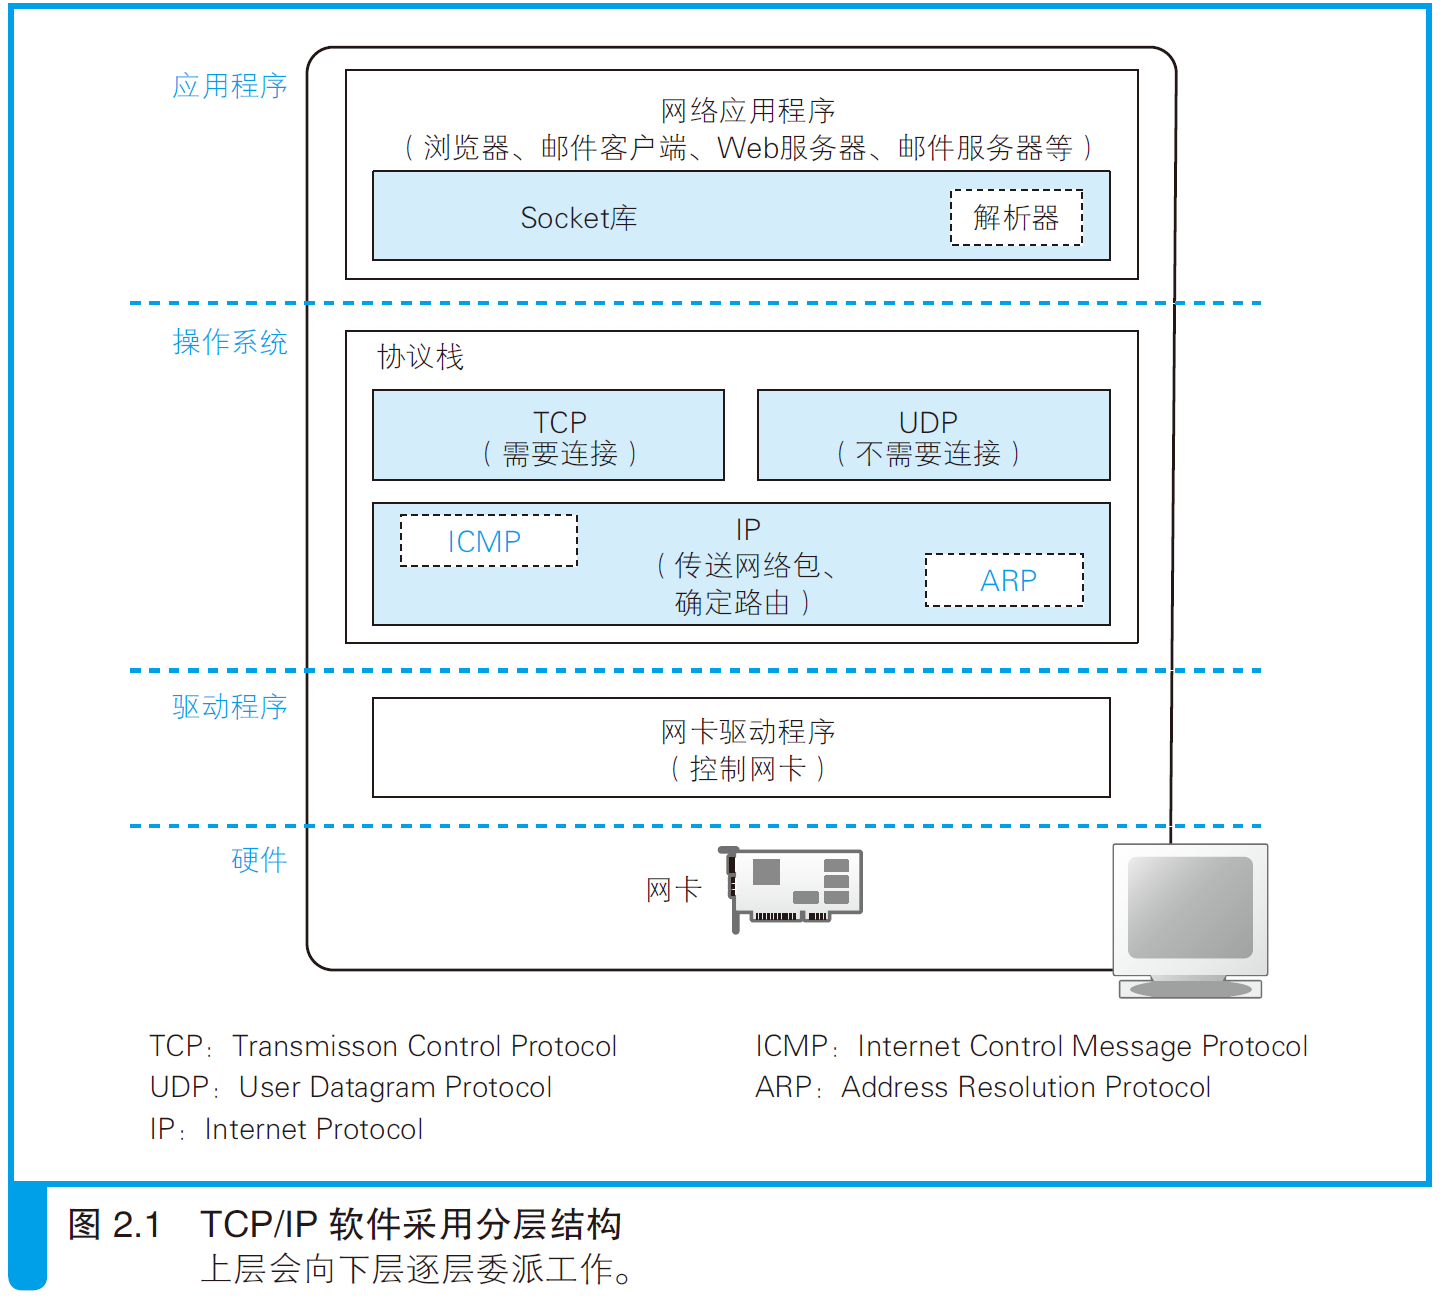 应用程序
网络应用程序
（浏览器、邮件客户端、Web服务器、邮件服务器等）
Socket库
解析器
操作系统
协议栈
TCP
（需要连接）
UDP
（不需要连接）
ICMP
IP
（传送网络包、
确定路由）
ARP
驱动程序
网卡驱动程序
（控制网卡）
硬件
网卡
TCP：Transmisson Control Protocol
UDP：User Datagram Protocol
IP：Internet Protocol
ICMP：Internet Control Message Protocol
ARP：Address Resolution Protocol
图 2.1 TCP/IP 软件采用分层结构
上层会向下层逐层委派工作。